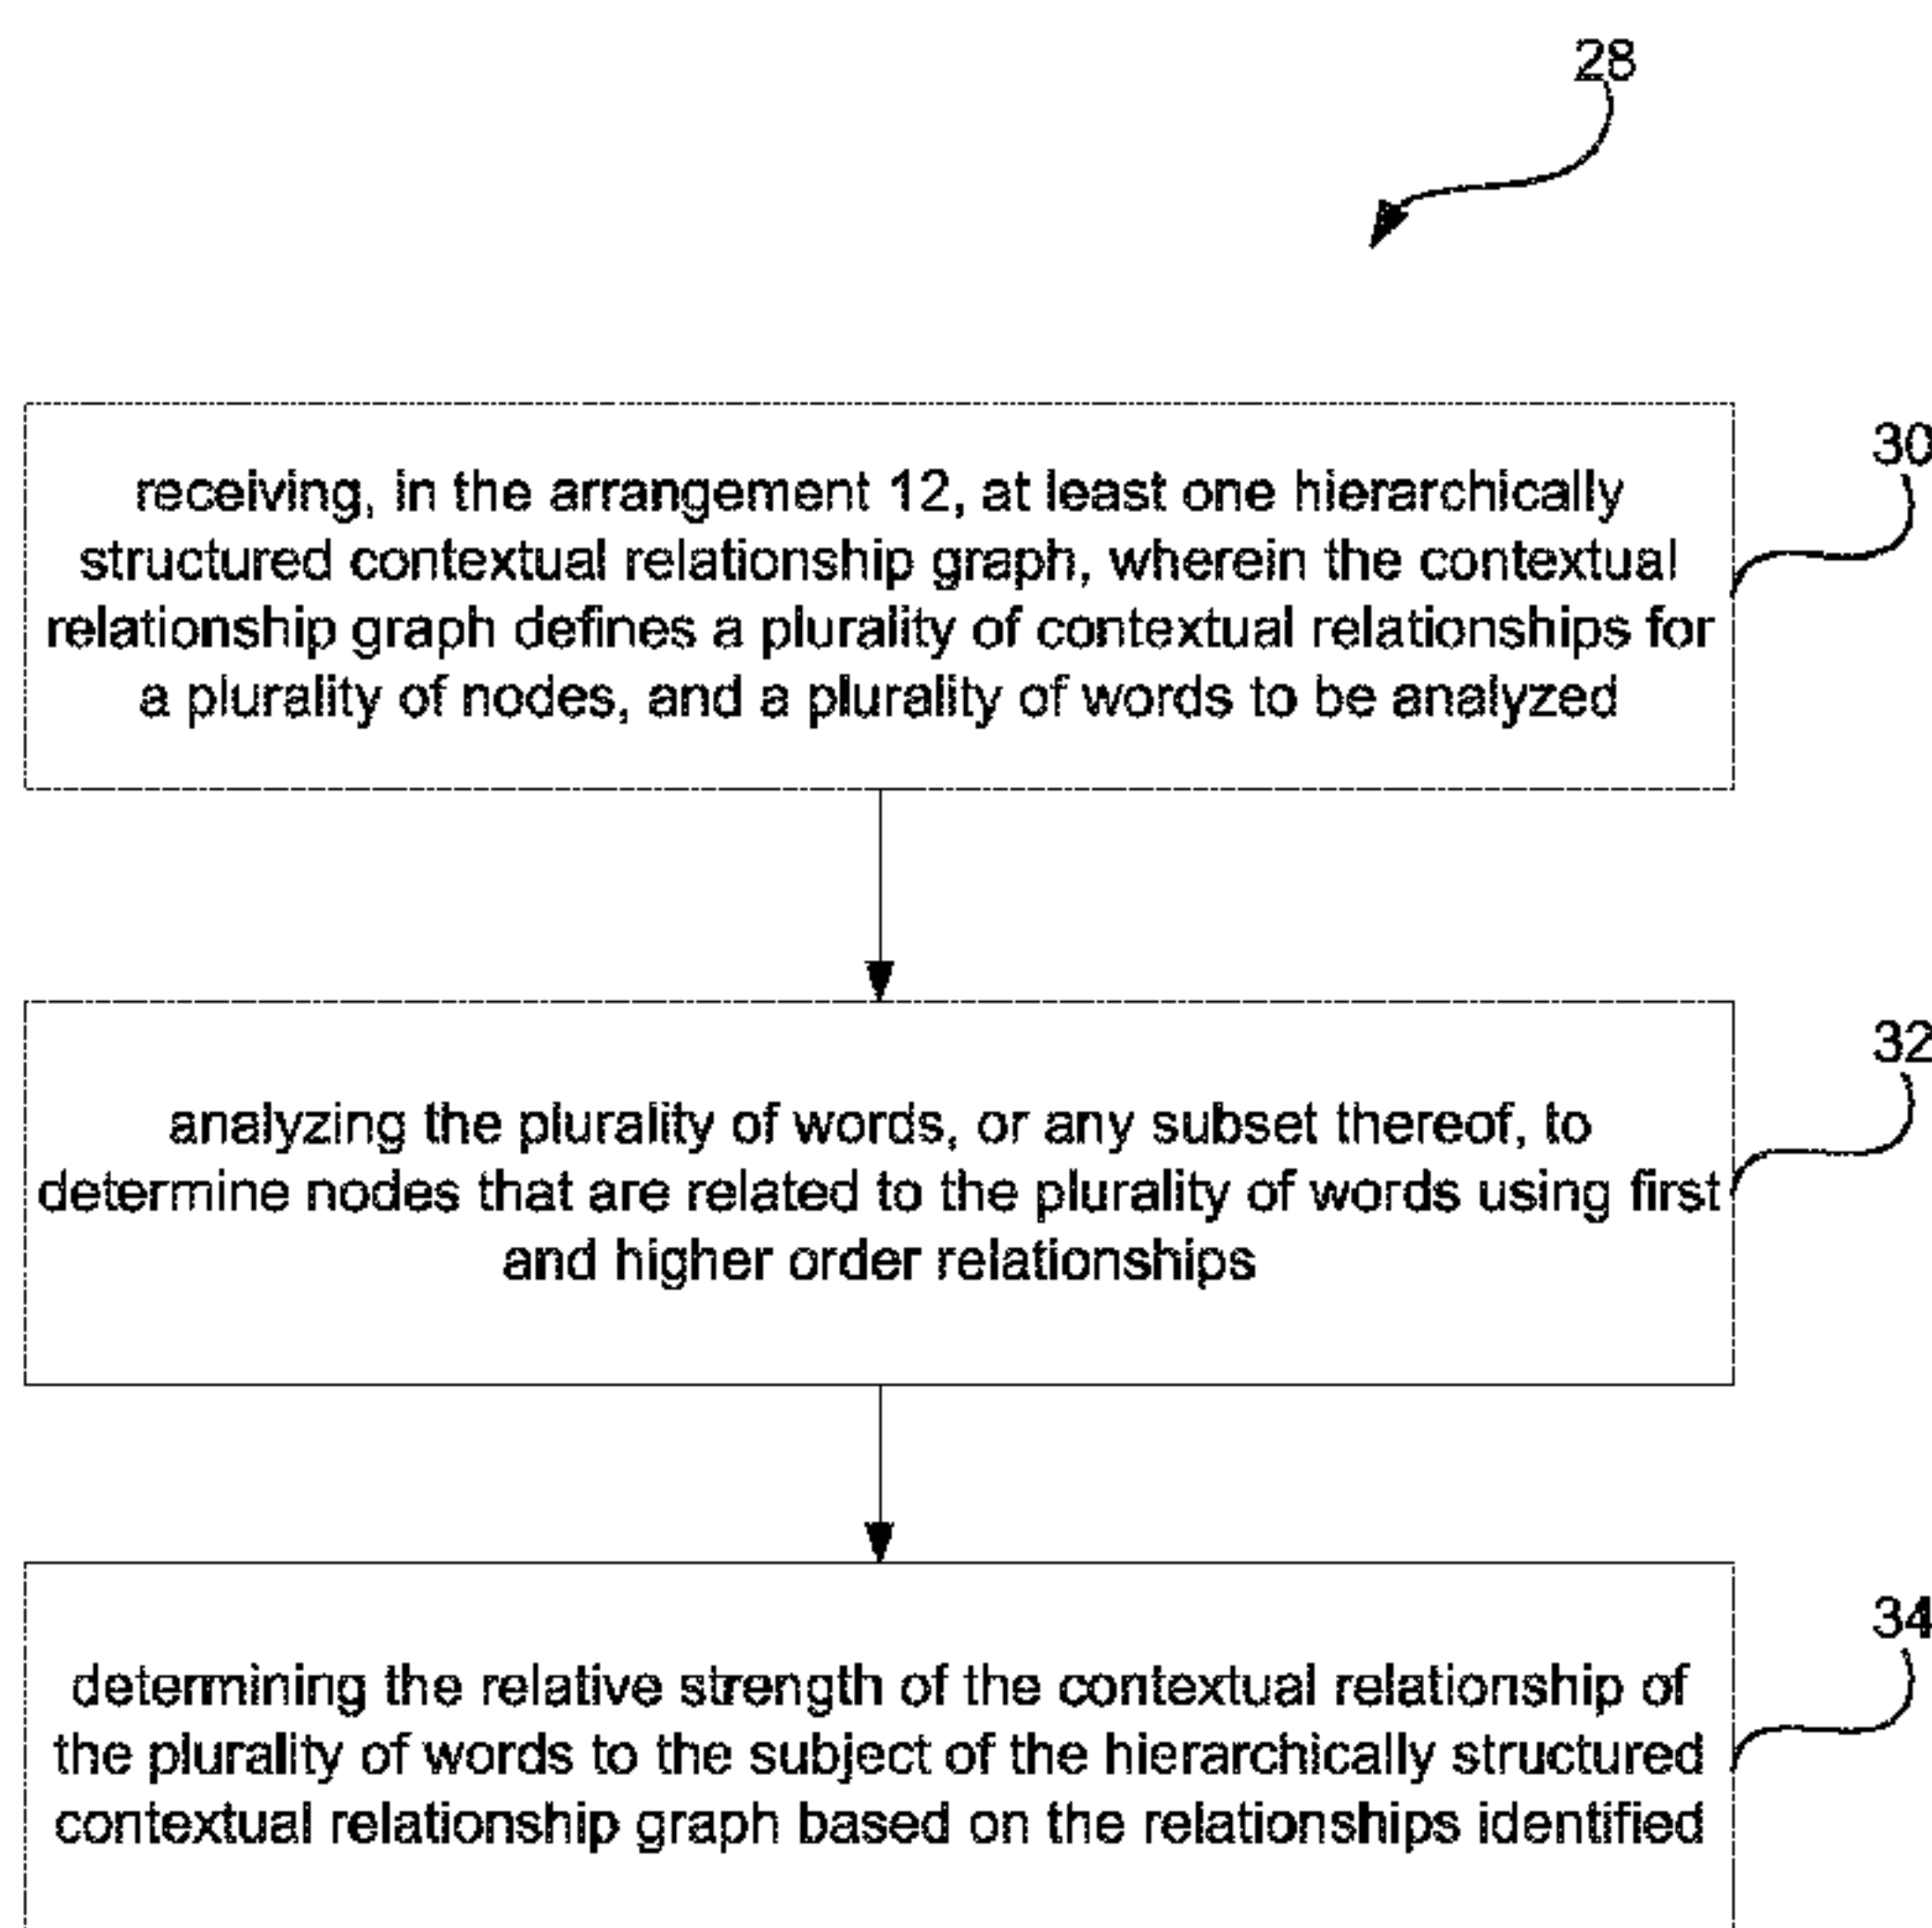 28
30
receiving, in the arrangement 12, at least one hierarchically
structured contextual relationship graph, wherein the contextual
relationship graph defines a plurality of contextual relationships for
a plurality of nodes, and a plurality of words to be analyzed
32
analyzing the plurality of words, or any subset thereof, to
determine nodes that are related to the plurality of words using first
and higher order relationships
34
determining the relative strength of the contextual relationship of
the plurality of words to the subject of the hierarchically structured
contextual relationship graph based on the relationships identified